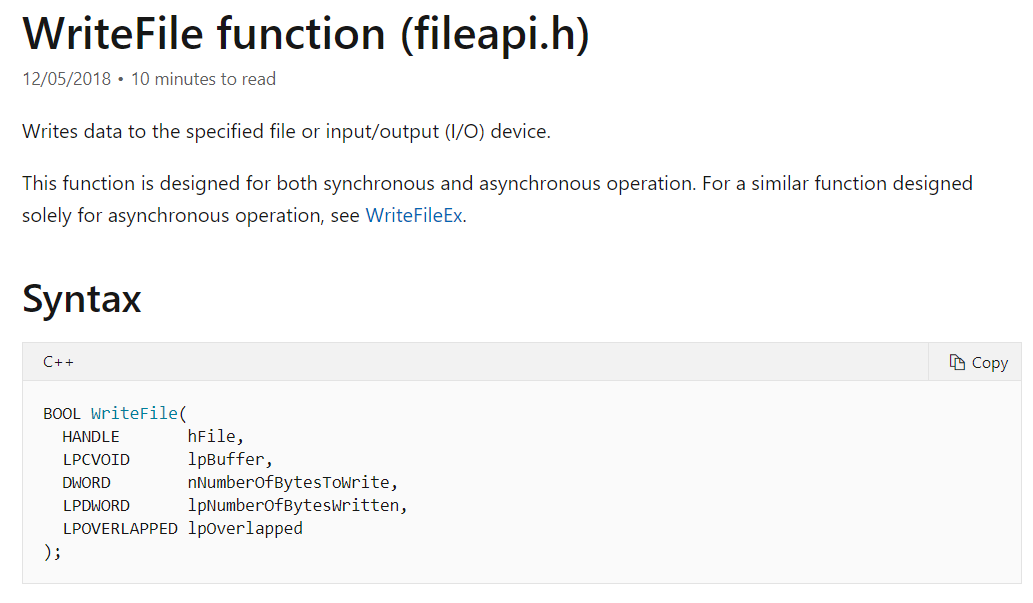 WriteFile function (fileapi.h)
12/05/2018 • 10 minutes to read
Writes data to the specified file or input/output (I/O) device.
This function is designed for both synchronous and asynchronous operation. For a similar function designed
solely for asynchronous operation, see WriteFileEx.
Syntax
C++ Copy
BOOL WriteFile(
  HANDLE       hFile,
  LPCVOID      lpBuffer,
  DWORD        nNumberOfBytesToWrite,
  LPDWORD      lpNumberOfBytesWritten,
  LPOVERLAPPED lpOverlapped
);